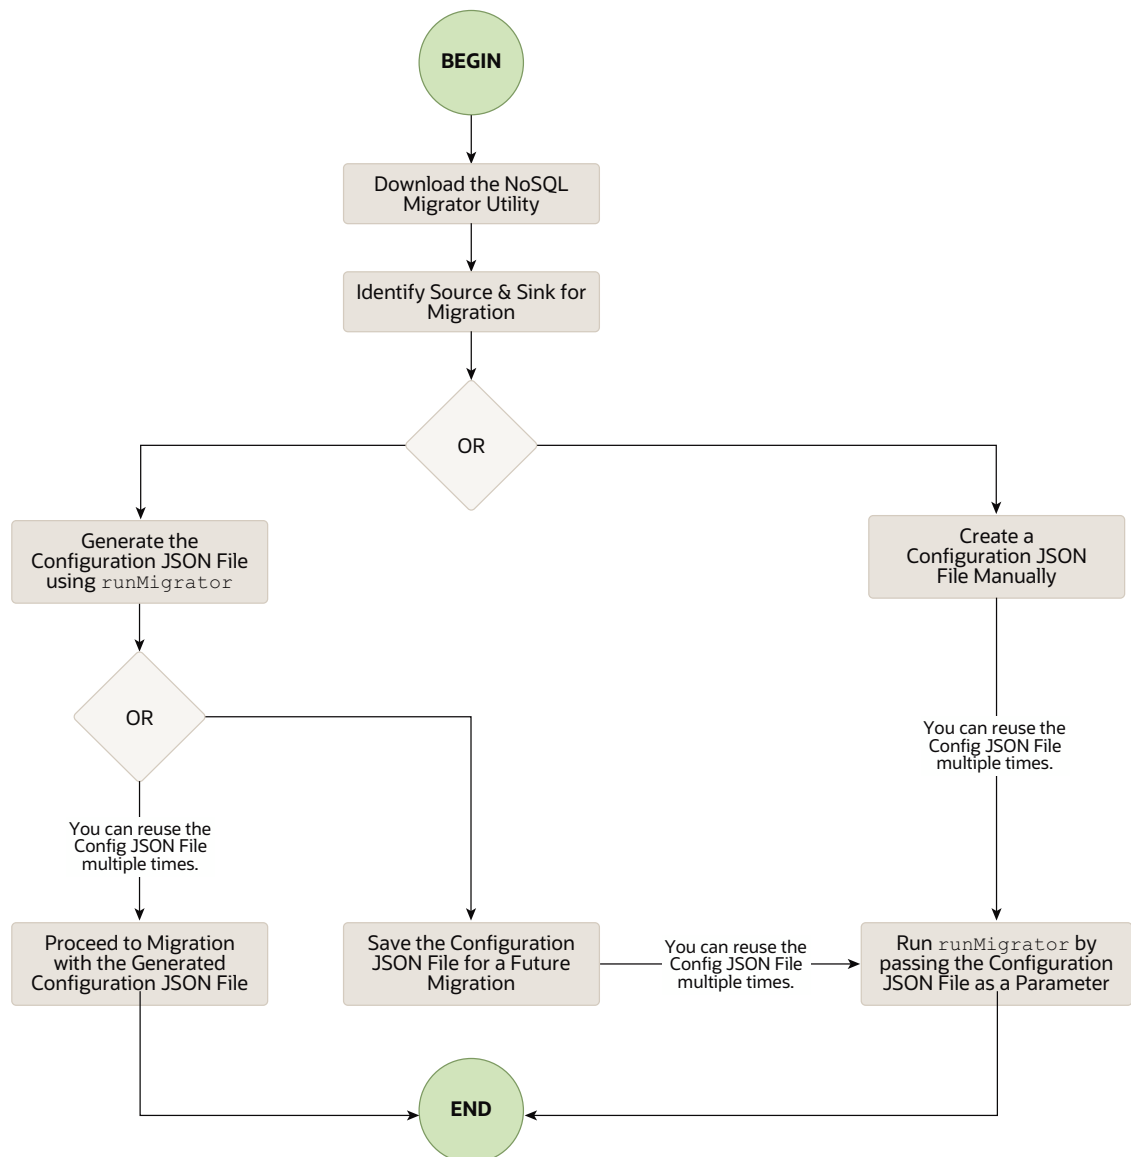 BEGIN
Download the NoSQL
Migrator Utility
Identify Source & Sink for
Migration
OR
Generate the
Configuration JSON File
using runMigrator
Create a
Configuration JSON
File Manually
OR
You can reuse the
Config JSON File
multiple times.
You can reuse the
Config JSON File
multiple times.
Proceed to Migration
with the Generated
Configuration JSON File
Save the Configuration
JSON File for a Future
Migration
You can reuse the
Config JSON File
multiple times.
Run runMigrator by
passing the Configuration
JSON File as a Parameter
END